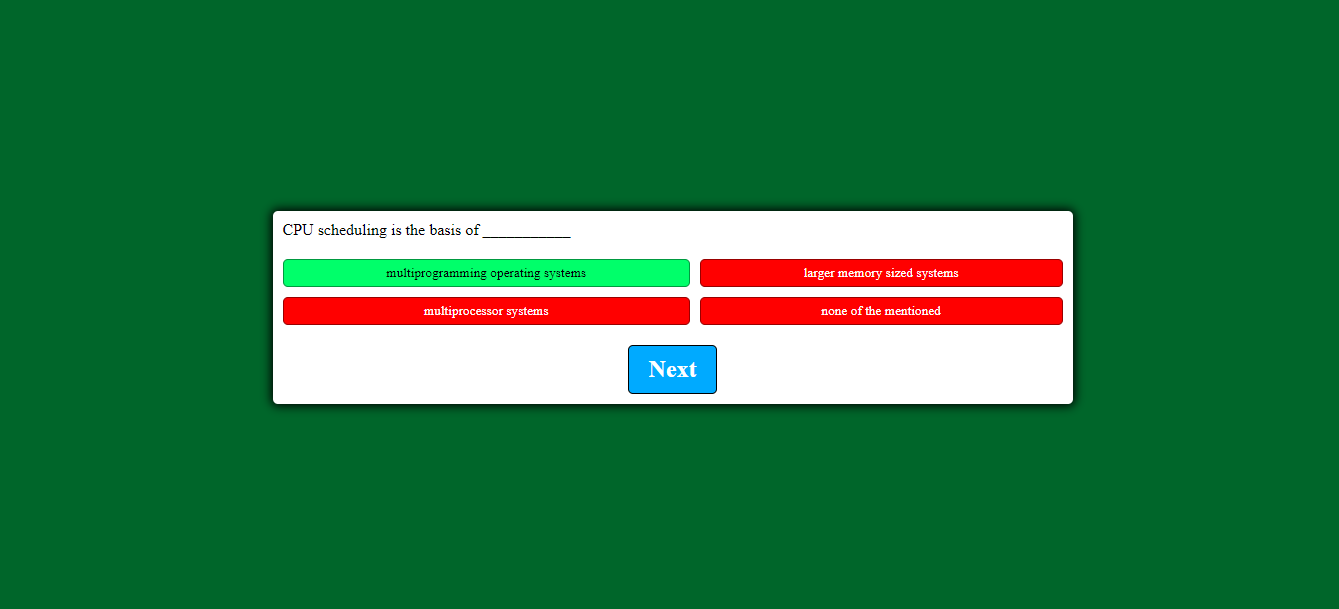 CPU scheduling is the basis of ___________
multiprogramming operating systems
larger memory sized systems
multiprocessor systems
none of the mentioned
Next